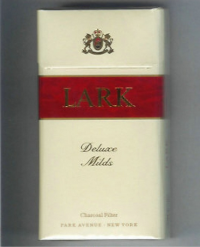 LARK
Deluxe
Milds
Charcoal Filter
PARK AVENUE · NEW YORK